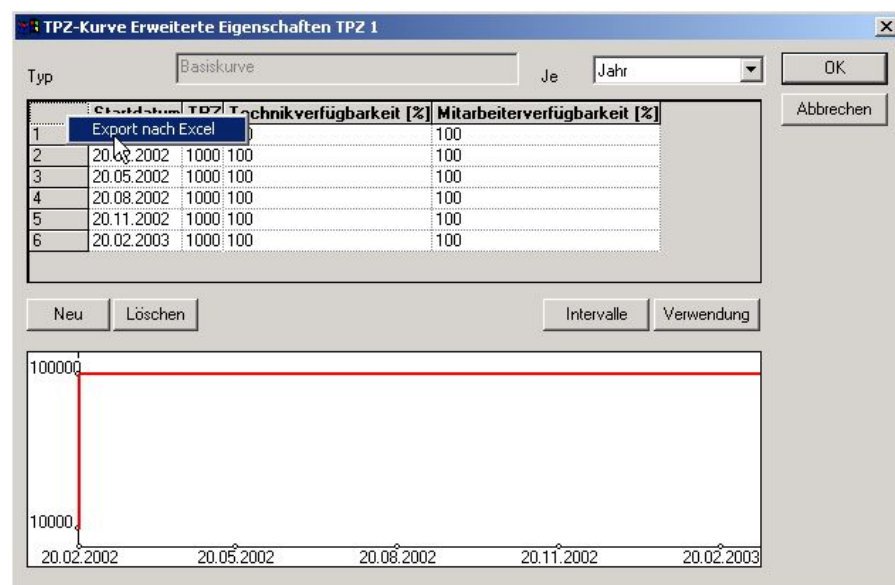 TPZ-Kurve Erweiterte Eigenschaften TPZ 1
Typ Basiskurve Je Jahr OK
Abbrechen
Startdatum TPZ Technikverfügbarkeit [%] Mitarbeiterverfügbarkeit [%]
Export nach Excel
1 100
2 2002 1000 100 100
3 20.05.2002 1000 100 100
4 20.08.2002 1000 100 100
5 20.11.2002 1000 100 100
6 20.02.2003 1000 100 100
Neu Löschen Intervalle Verwendung
100000
10000
20.02.2002 20.05.2002 20.08.2002 20.11.2002 20.02.2003